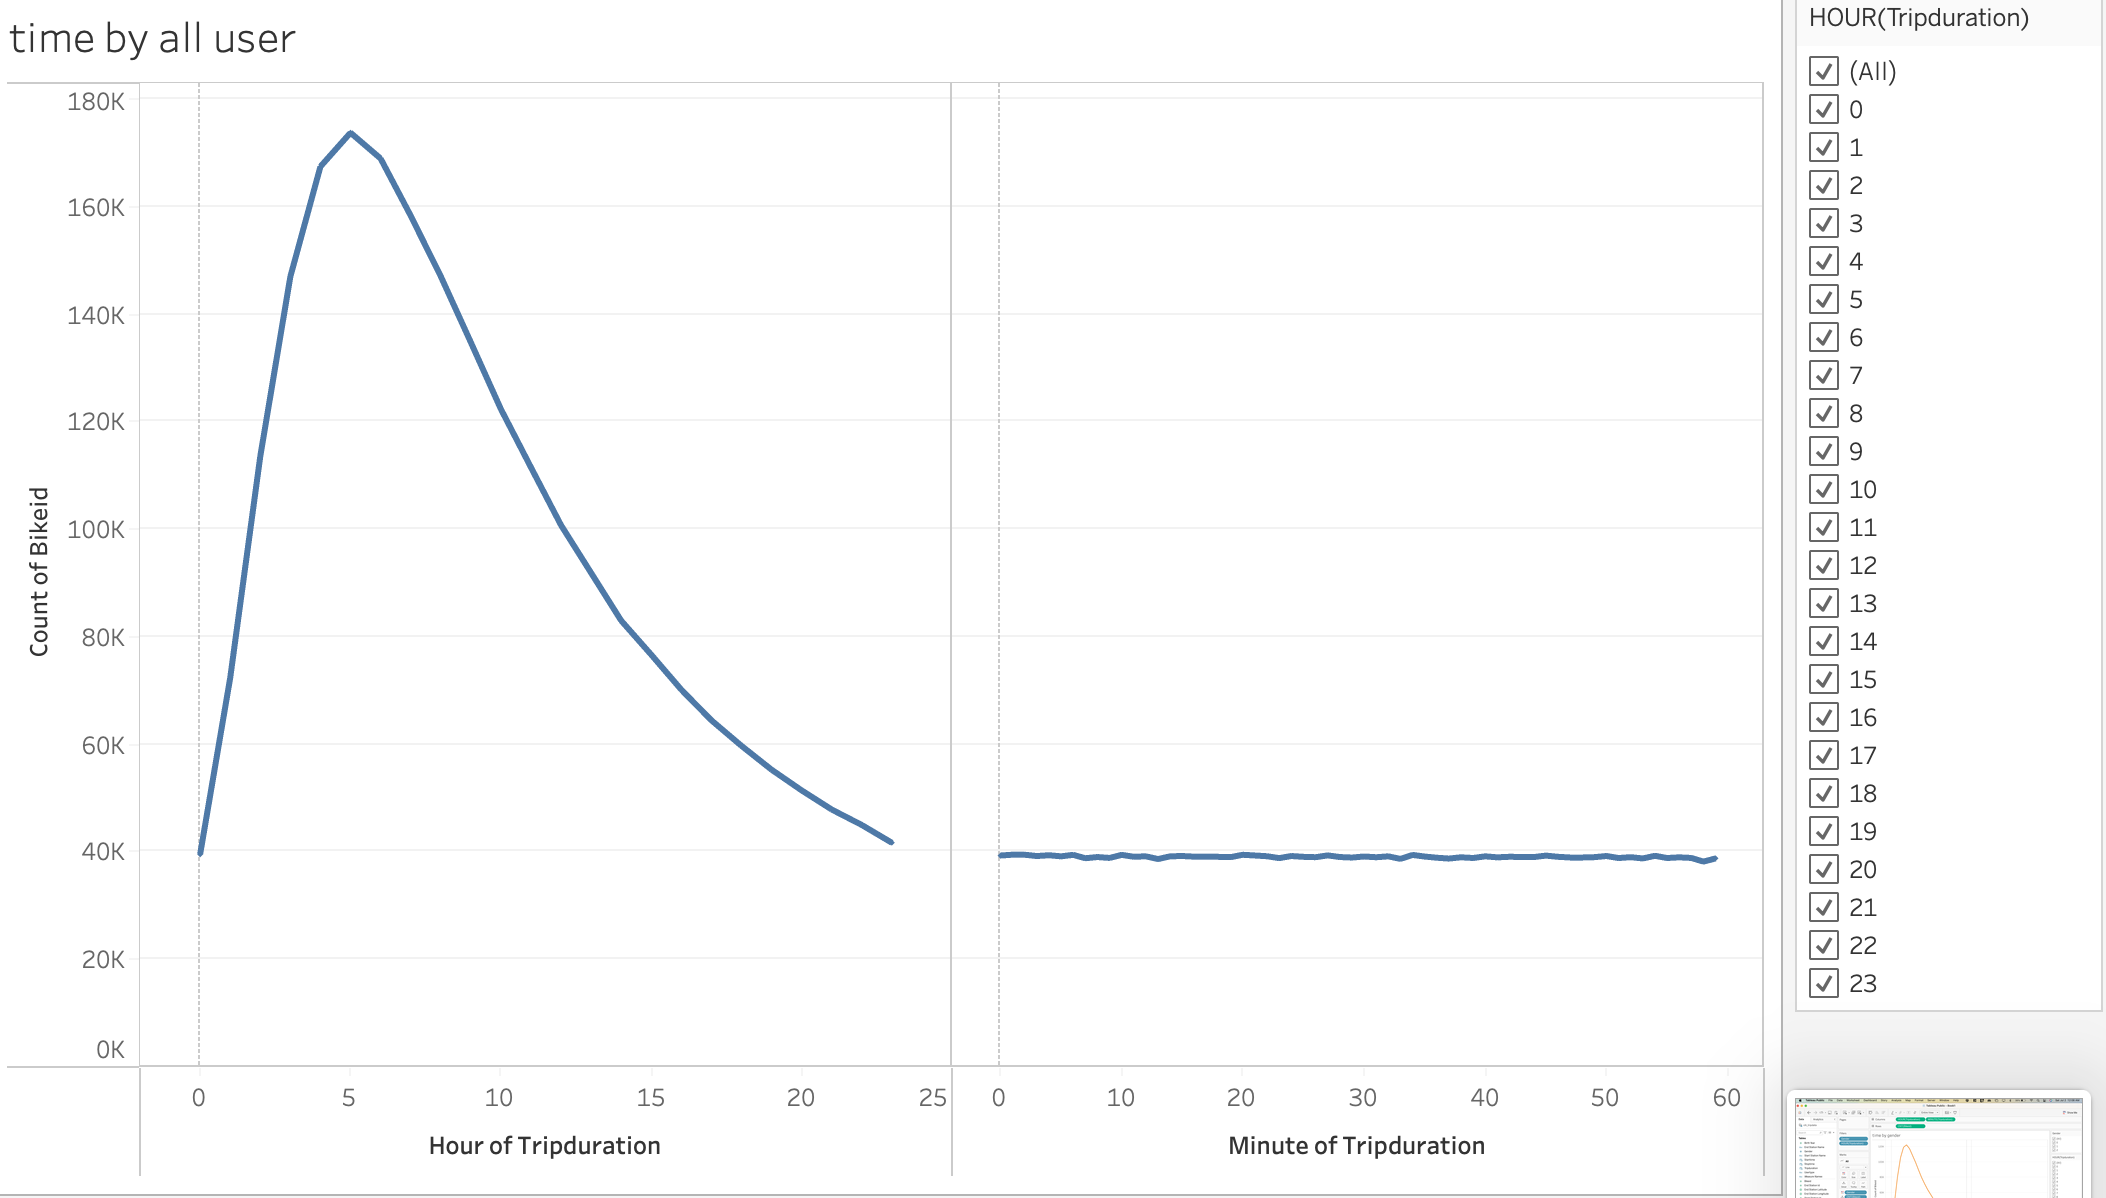 time by all user
180K
160K
140K
120K
100K
80K
60K
40K
20K
0K
Count of Bikeid
0 5 10 15 20 25 0 10 20 30 40 50 60
Hour of Tripduration Minute of Tripduration
HOUR(Tripduration)
(All)
0
1
2
3
4
5
6
7
8
9
10
11
12
13
14
15
16
17
18
19
20
21
22
23
time by gender